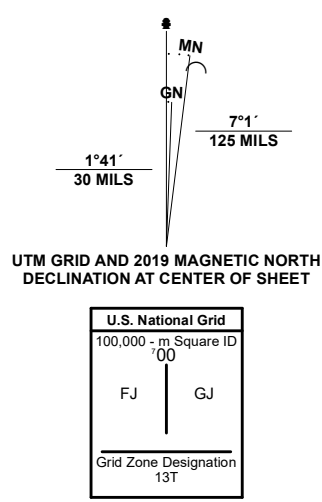 MN
GN
7°1´
125 MILS
1°41´
30 MILS
UTM GRID AND 2019 MAGNETIC NORTH
DECLINATION AT CENTER OF SHEET
U.S. National Grid
100,000 - m Square ID
⁷00
FJ GJ
Grid Zone Designation
13T